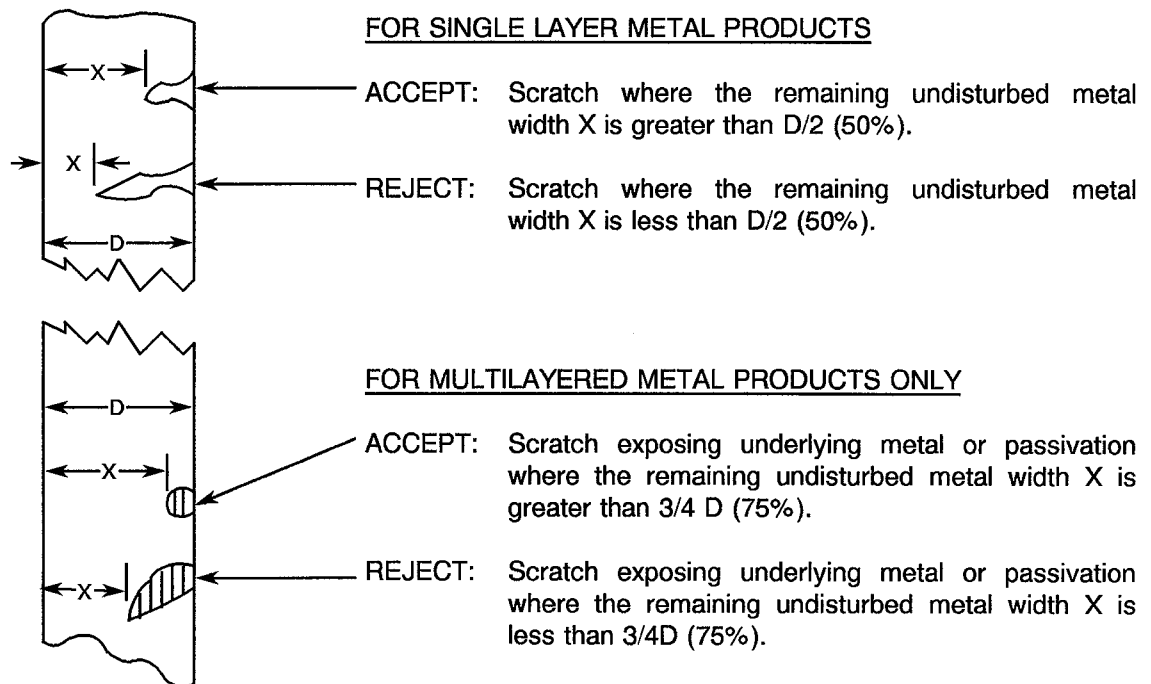 FOR SINGLE LAYER METAL PRODUCTS
X
ACCEPT: Scratch where the remaining undisturbed metal
width X is greater than D/2 (50%).
X
REJECT: Scratch where the remaining undisturbed metal
width X is less than D/2 (50%).
D
FOR MULTILAYERED METAL PRODUCTS ONLY
D
ACCEPT: Scratch exposing underlying metal or passivation
where the remaining undisturbed metal width X is
greater than 3/4 D (75%).
X
REJECT: Scratch exposing underlying metal or passivation
where the remaining undisturbed metal width X is
less than 3/4D (75%).
X